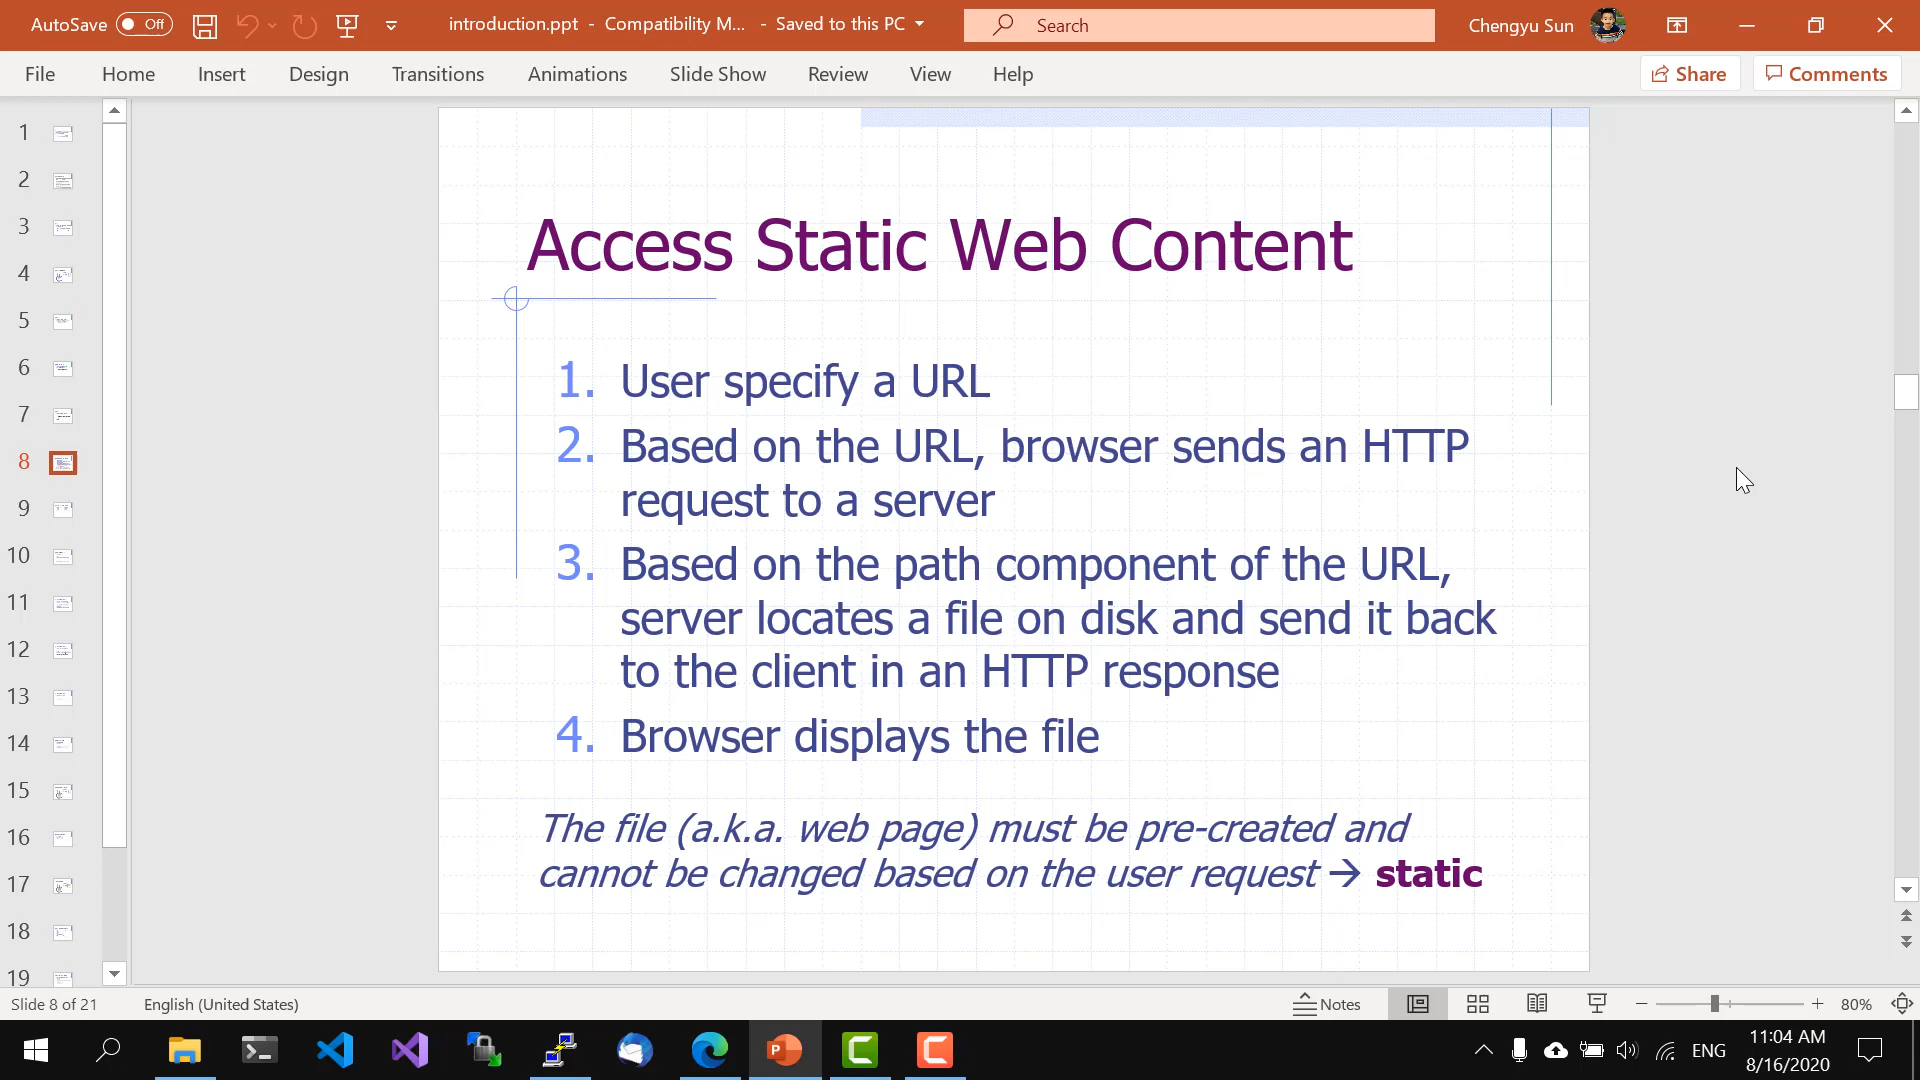 AutoSave Off introduction.ppt - Compatibility M... - Saved to this PC Search Chengyu Sun
File Home Insert Design Transitions Animations Slide Show Review View Help Share Comments
1
2
3
4
5
6
7
8
9
10
11
12
13
14
15
16
17
18
19
Access Static Web Content
1. User specify a URL
2. Based on the URL, browser sends an HTTP
request to a server
3. Based on the path component of the URL,
server locates a file on disk and send it back
to the client in an HTTP response
4. Browser displays the file
The file (a.k.a. web page) must be pre-created and
cannot be changed based on the user request → static
Slide 8 of 21 English (United States) Notes 80%
ENG 11:04 AM
8/16/2020